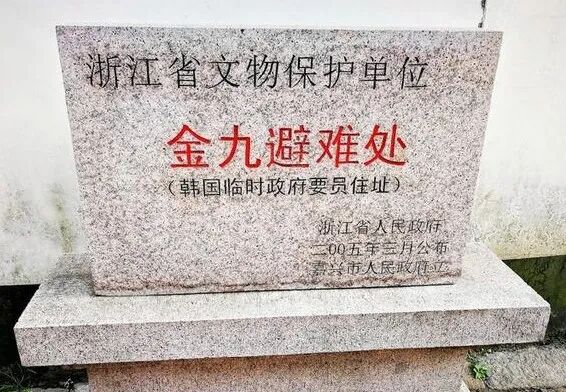 浙江省文物保护单位
金九避难处
（韩国临时政府要员住址）
浙江省人民政府
二00五年三月公布
嘉兴市人民政府立